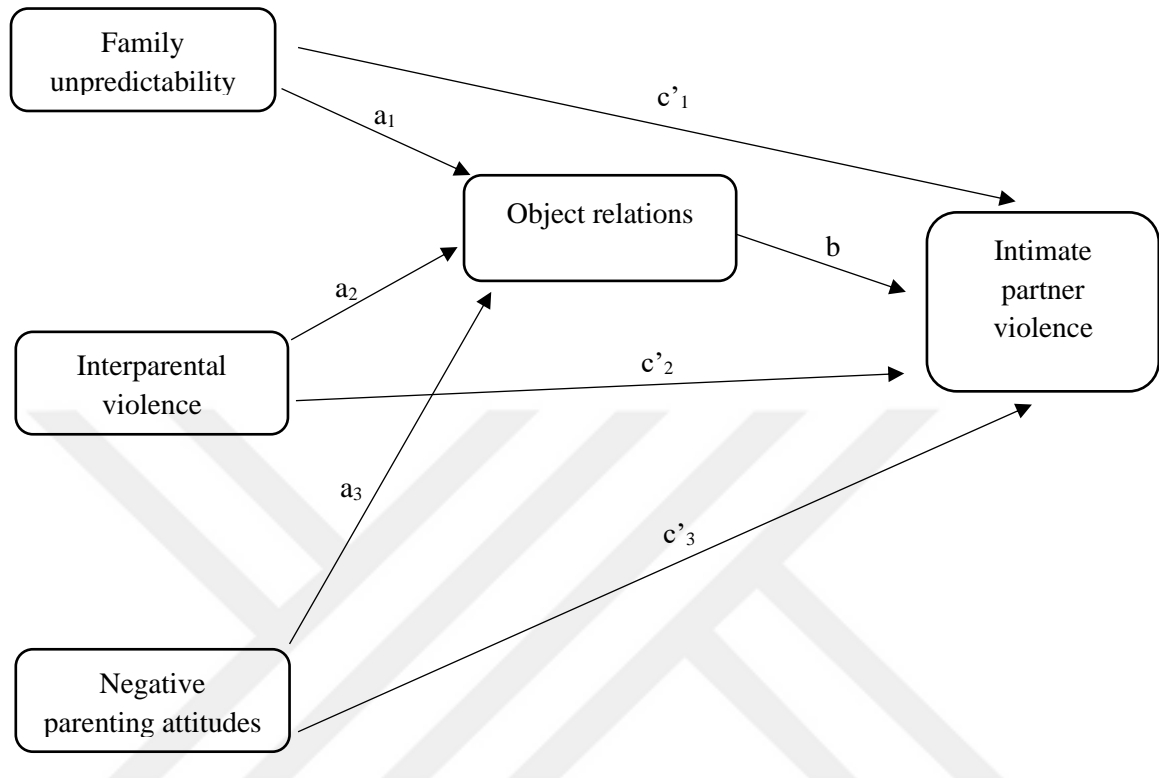 Family
unpredictability
c’₁
a₁
Object relations
b
Intimate
partner
violence
a₂
Interparental
violence
c’₂
a₃
c’₃
Negative
parenting attitudes